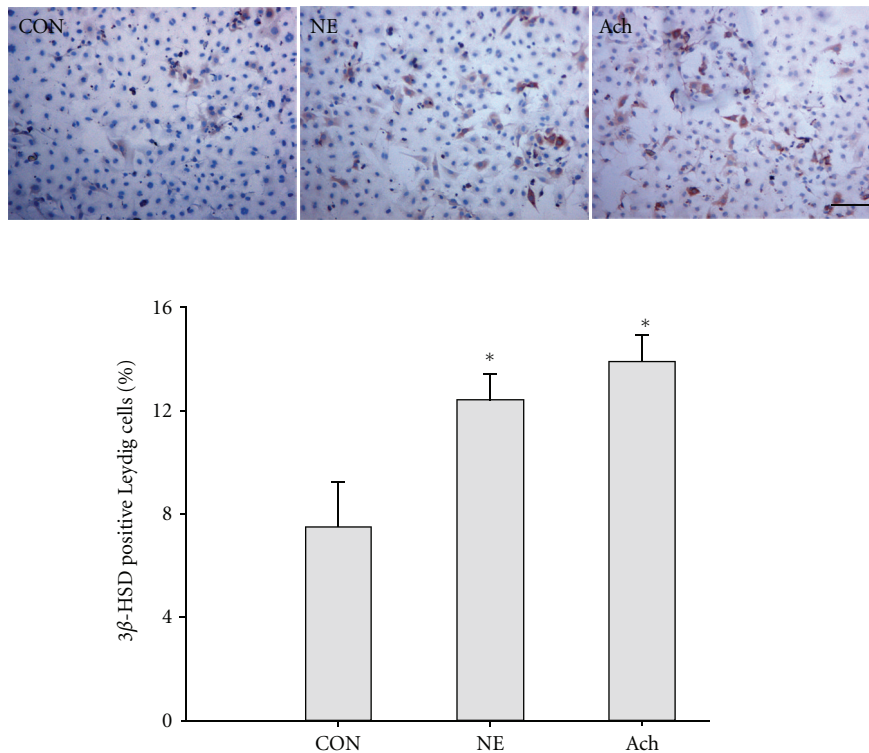 CON
NE
Ach
16
12
8
4
0
3β-HSD positive Leydig cells (%)
*
*
CON
NE
Ach